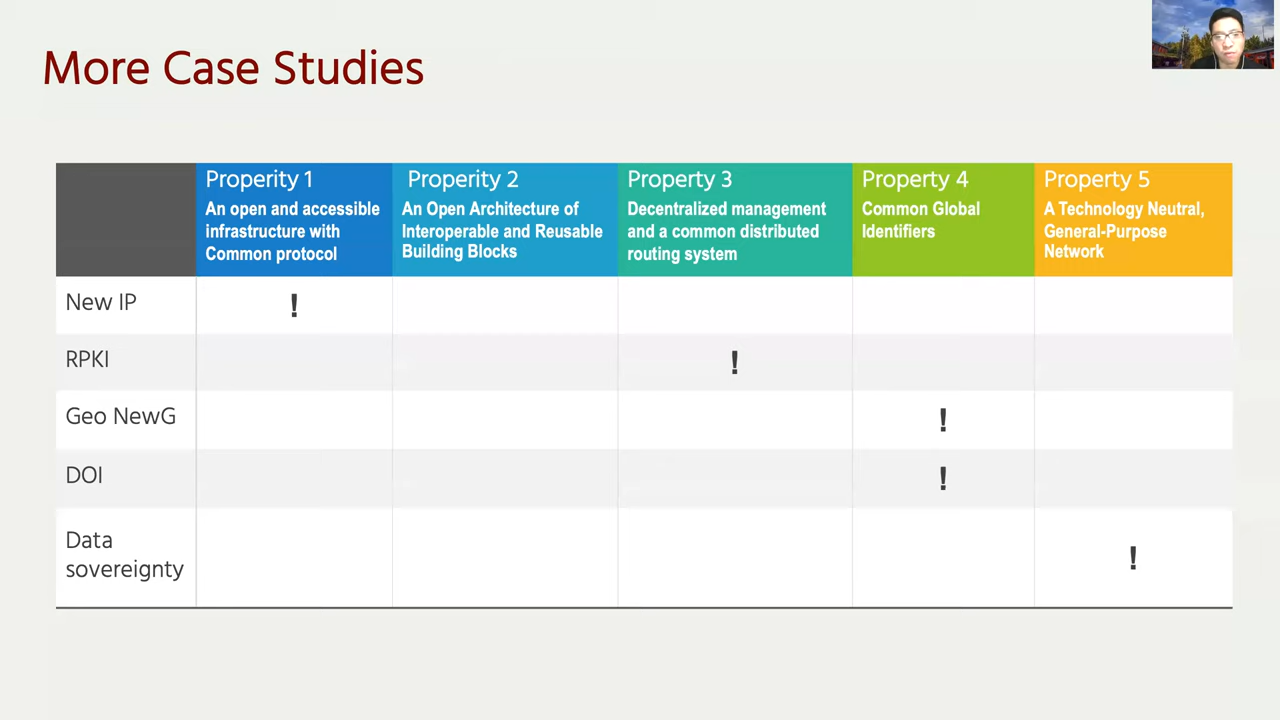 More Case Studies
Properity 1
An open and accessible
infrastructure with
Common protocol
Properity 2
An Open Architecture of
Interoperable and Reusable
Building Blocks
Property 3
Decentralized management
and a common distributed
routing system
Property 4
Common Global
Identifiers
Property 5
A Technology Neutral,
General-Purpose
Network
New IP
!
RPKI
!
Geo NewG
!
DOI
!
Data
sovereignty
!